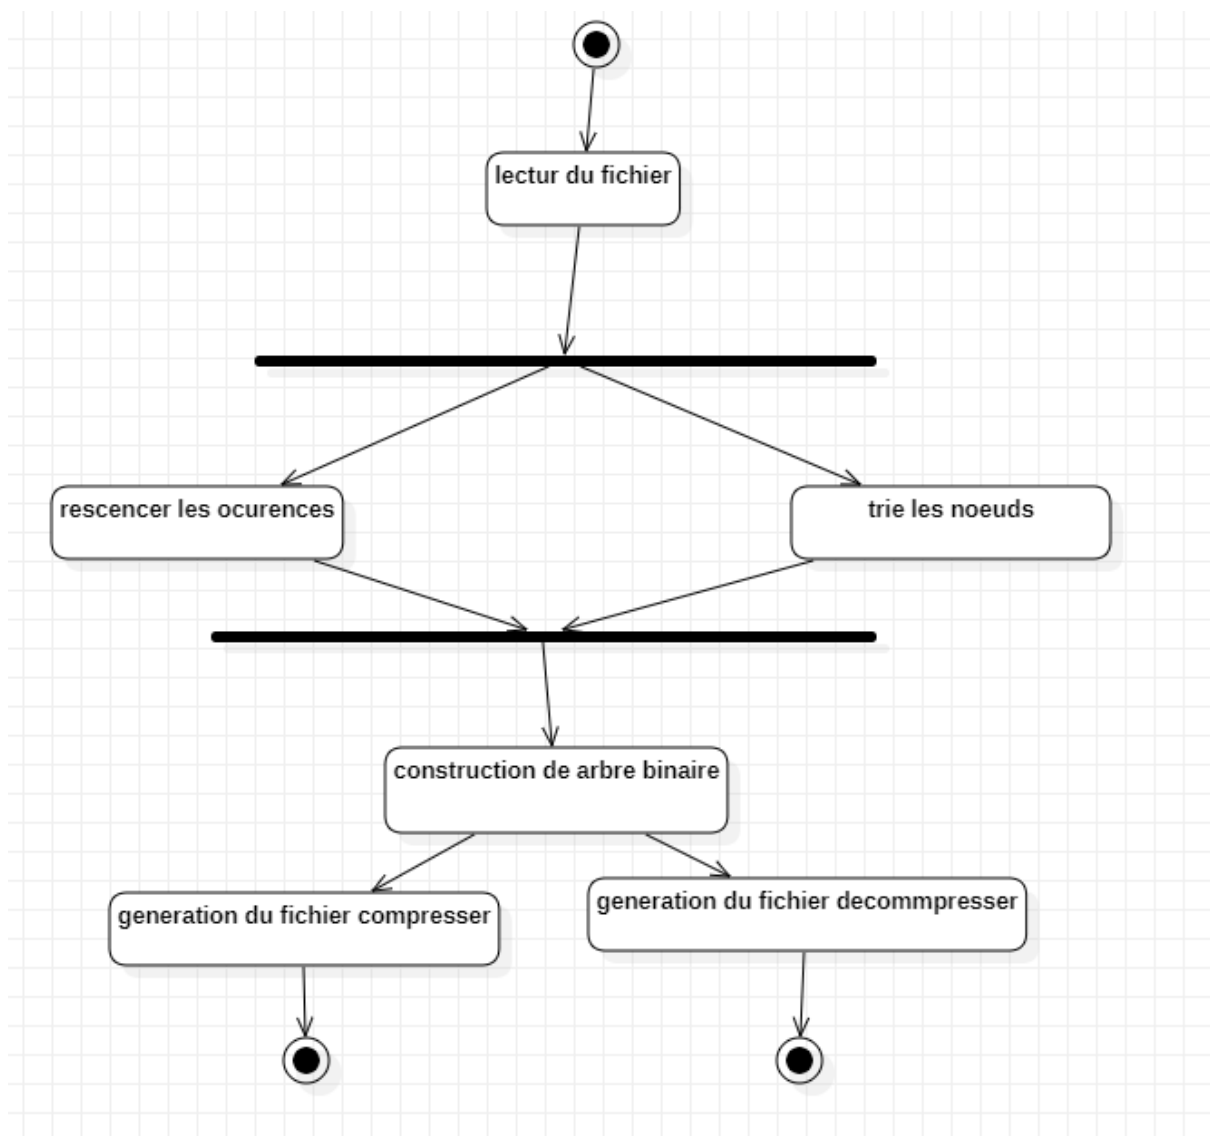 lectur du fichier
rescencer les ocurences
trie les noeuds
construction de arbre binaire
generation du fichier compresser
generation du fichier decommpresser